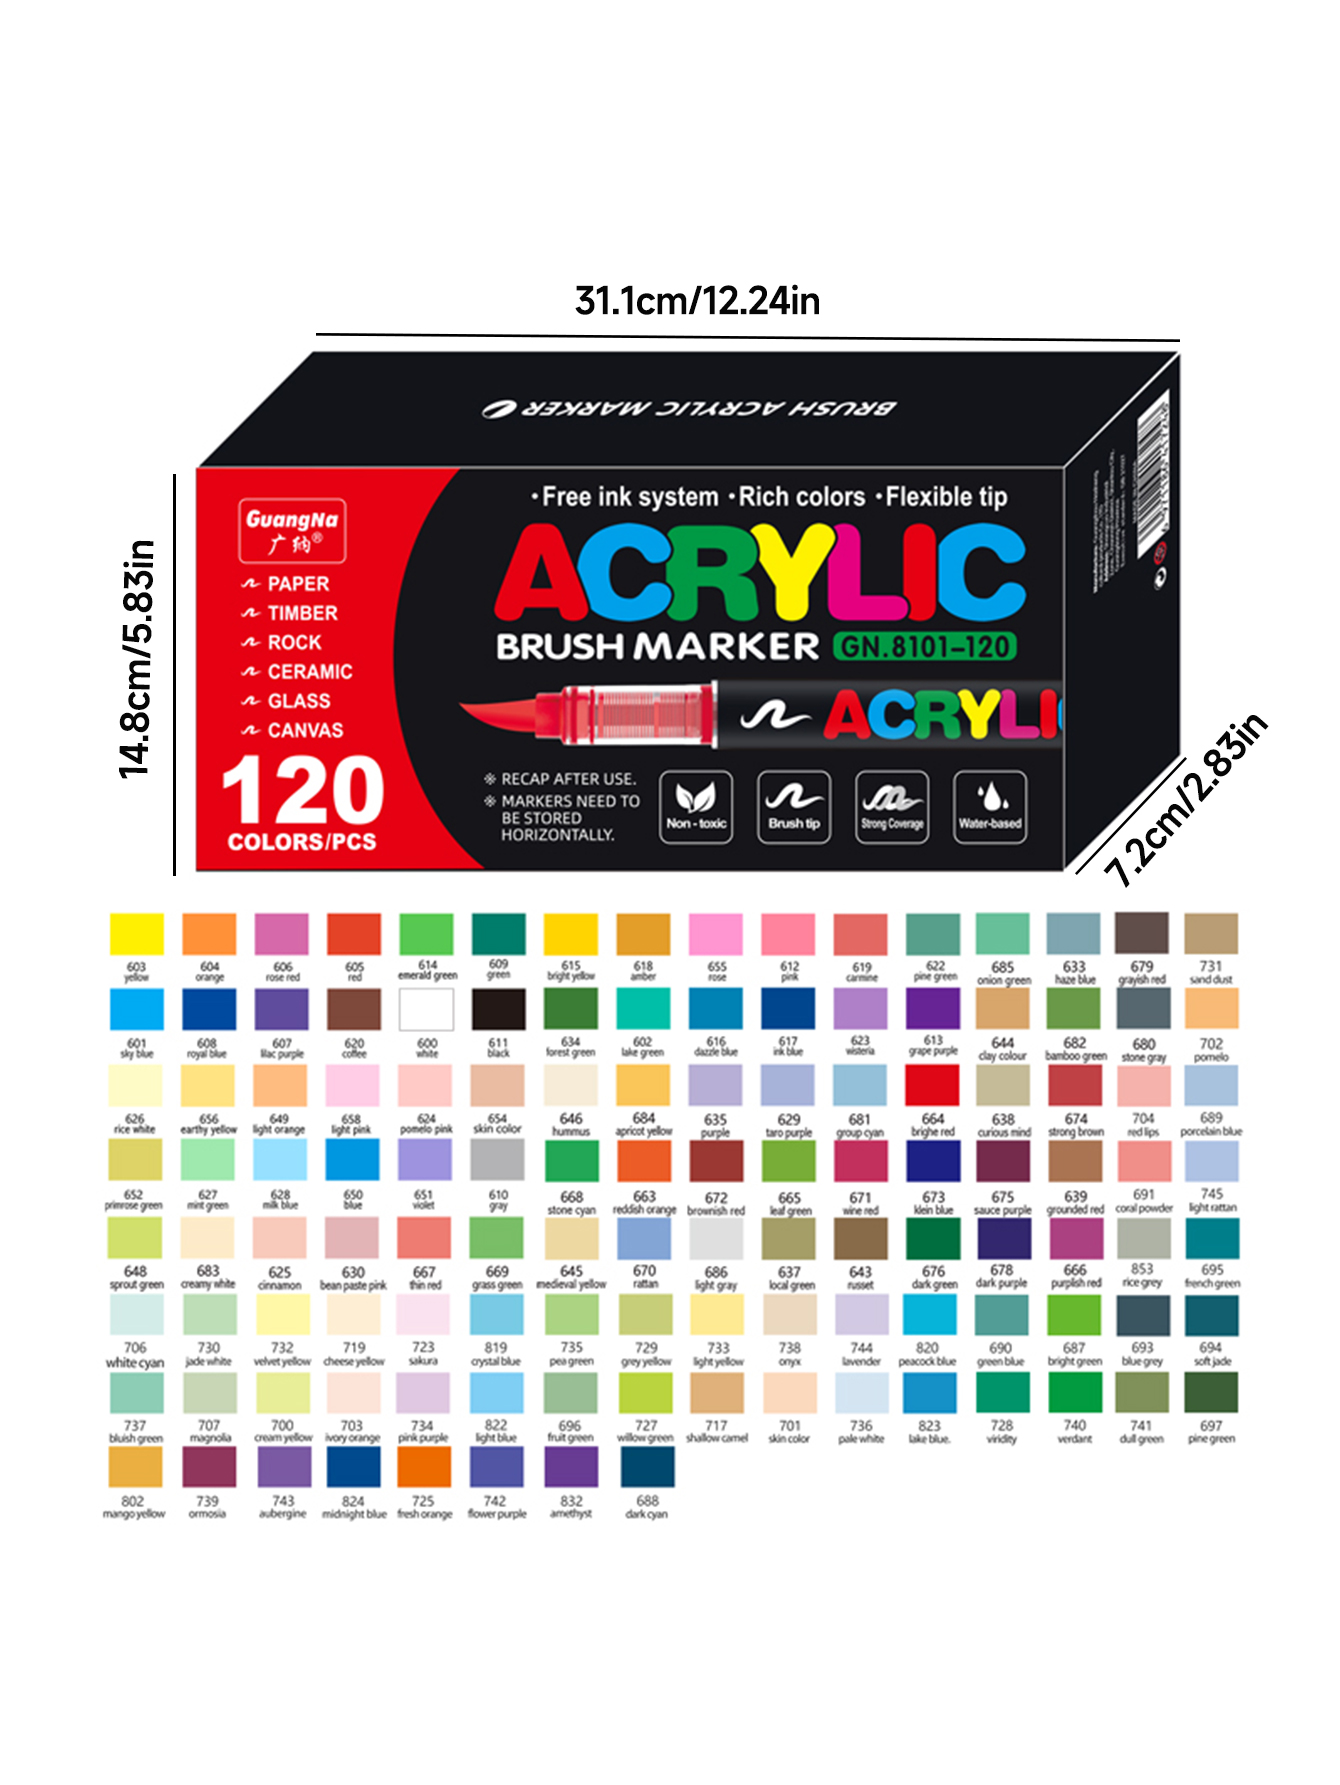 31.1cm/12.24in
BRUSH ACRYLIC MARKER
14.8cm/5.83in
7.2cm/2.83in
·Free ink system ·Rich colors ·Flexible tip
GuangNa
广纳®
ACRYLIC
BRUSH MARKER GN.8101-120
PAPER
TIMBER
ROCK
CERAMIC
GLASS
CANVAS
120
COLORS/PCS
ACRYLI
※ RECAP AFTER USE.
※ MARKERS NEED TO
BE STORED
HORIZONTALLY.
Non-toxic Brush tip Strong Coverage Water-based
603 604 606 605 614 609 615 618 655 612 619 622 685 633 679 731
yellow orange rose red red emerald green green bright yellow amber rose pink carmine pine green onion green haze blue grayish red sand dust
601 608 607 620 600 611 634 602 616 617 623 613 644 682 680 702
sky blue royal blue lilac purple coffee white black forest green lake green dazzle blue ink blue wisteria grape purple clay colour bamboo green stone gray pomelo
626 656 649 658 624 654 646 684 635 629 681 664 638 674 704 689
rice white earthy yellow light orange light pink pomelo pink skin color hummus apricot yellow purple taro purple group cyan brighe red curious mind strong brown red lips porcelain blue
652 627 628 650 651 610 668 663 672 665 671 673 675 639 691 745
primrose green mint green milk blue blue violet gray stone cyan reddish orange brownish red leaf green wine red klein blue sauce purple grounded red coral powder light rattan
648 683 625 630 667 669 645 670 686 637 643 676 678 666 853 695
sprout green creamy white cinnamon bean paste pink thin red grass green medieval yellow rattan light gray local green russet dark green dark purple purplish red rice grey french green
706 730 732 719 723 819 735 729 733 738 744 820 690 687 693 694
white cyan jade white velvet yellow cheese yellow sakura crystal blue pea green grey yellow light yellow onyx lavender peacock blue green blue bright green blue grey soft jade
737 707 700 703 734 822 696 727 717 701 736 823 728 740 741 697
bluish green magnolia cream yellow ivory orange pink purple light blue fruit green willow green shallow camel skin color pale white lake blue. viridity verdant dull green pine green
802 739 743 824 725 742 832 688
mango yellow ormosia aubergine midnight blue fresh orange flower purple amethyst dark cyan